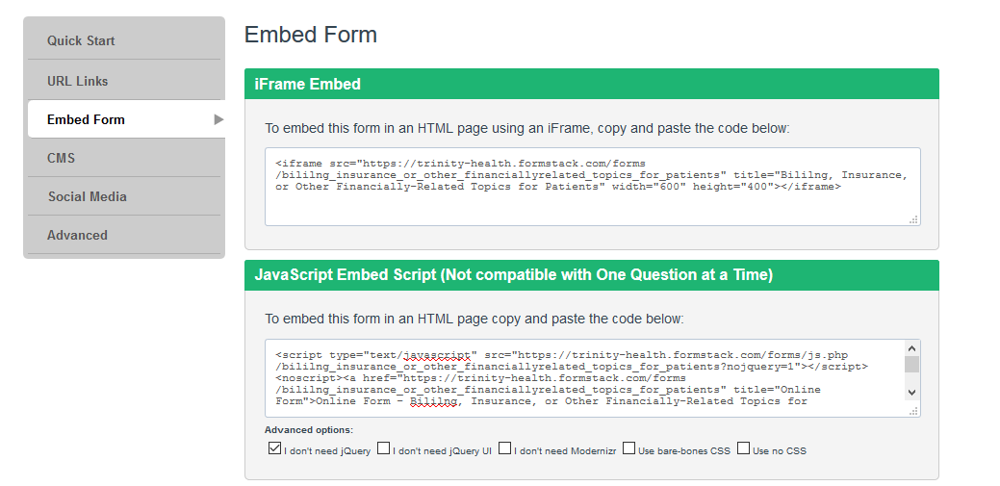 Quick Start
URL Links
Embed Form
CMS
Social Media
Advanced
Embed Form
iFrame Embed
To embed this form in an HTML page using an iFrame, copy and paste the code below:
<iframe src="https://trinity-health.formstack.com/forms
/bililng_insurance_or_other_financiallyrelated_topics_for_patients" title="Bililng, Insurance,
or Other Financially-Related Topics for Patients" width="600" height="400"></iframe>
JavaScript Embed Script (Not compatible with One Question at a Time)
To embed this form in an HTML page copy and paste the code below:
<script type="text/javascript" src="https://trinity-health.formstack.com/forms/js.php
/bililng_insurance_or_other_financiallyrelated_topics_for_patients?nojquery=1"></script>
<noscript><a href="https://trinity-health.formstack.com/forms
/bililng_insurance_or_other_financiallyrelated_topics_for_patients" title="Online
Form">Online Form - Bililng, Insurance, or Other Financially-Related Topics for
Advanced options:
I don't need jQuery I don't need jQuery UI I don't need Modernizr Use bare-bones CSS Use no CSS